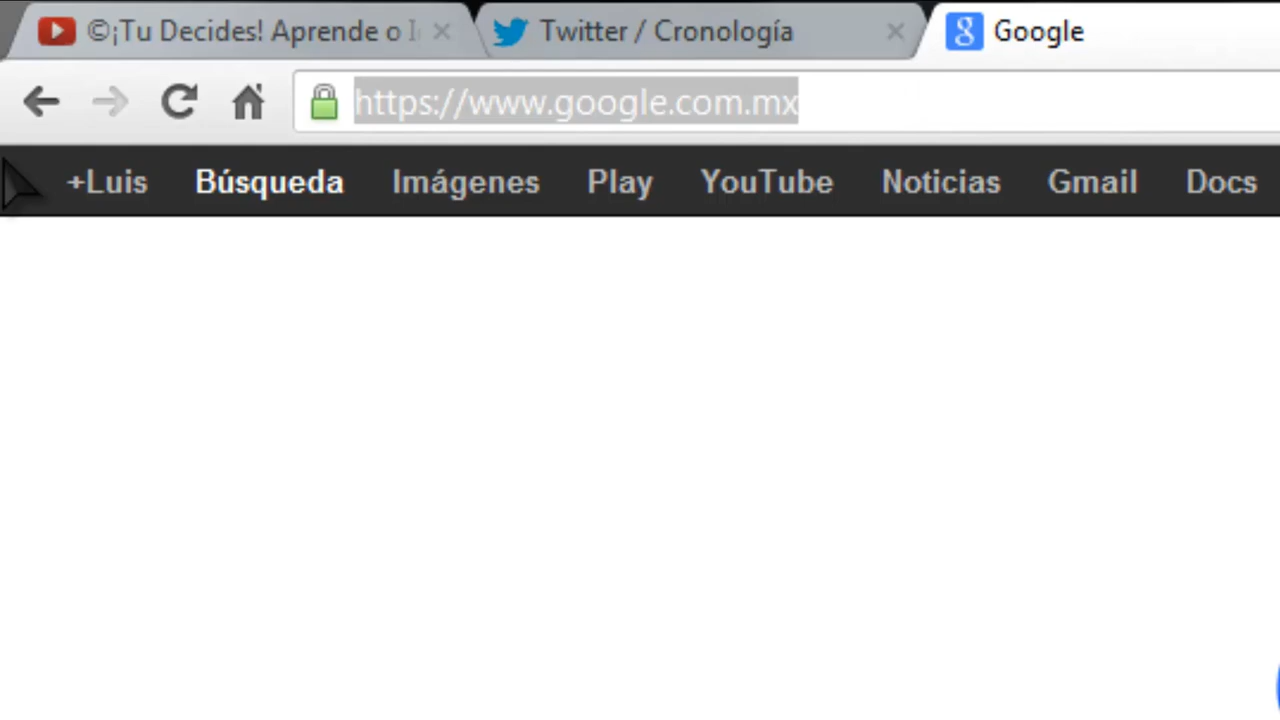 ©¡Tu Decides! Aprende o
Twitter / Cronología
Google
https://www.google.com.mx
+Luis Búsqueda Imágenes Play YouTube Noticias Gmail Docs